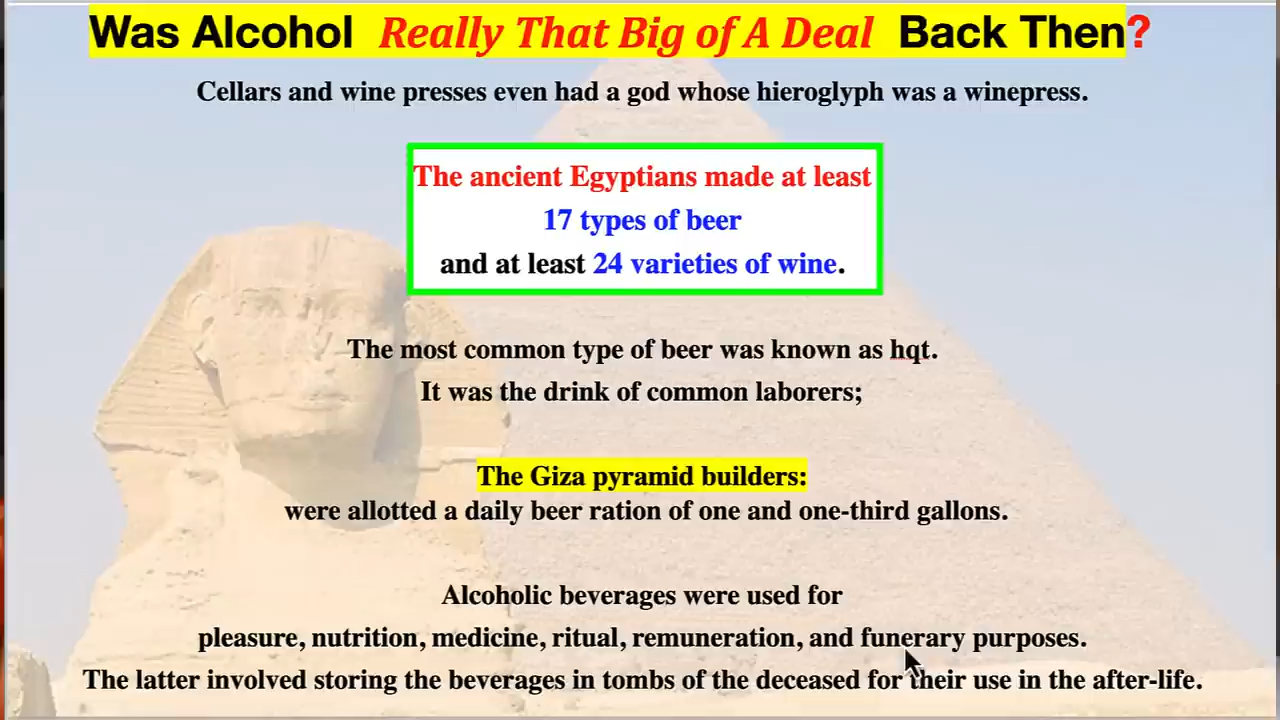 Was Alcohol Really That Big of A Deal Back Then?
Cellars and wine presses even had a god whose hieroglyph was a winepress.
The ancient Egyptians made at least
17 types of beer
and at least 24 varieties of wine.
The most common type of beer was known as hqt.
It was the drink of common laborers;
The Giza pyramid builders:
were allotted a daily beer ration of one and one-third gallons.
Alcoholic beverages were used for
pleasure, nutrition, medicine, ritual, remuneration, and funerary purposes.
The latter involved storing the beverages in tombs of the deceased for their use in the after-life.